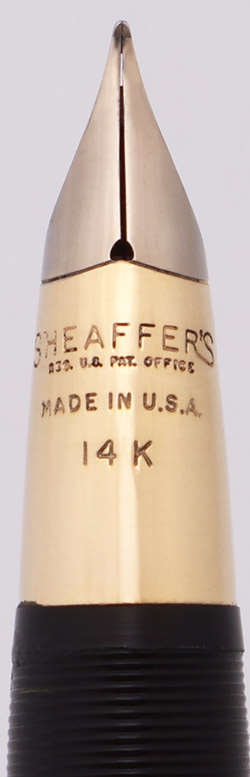 SHEAFFER'S
REG. U.S. PAT. OFFICE
MADE IN U.S.A.
14 K